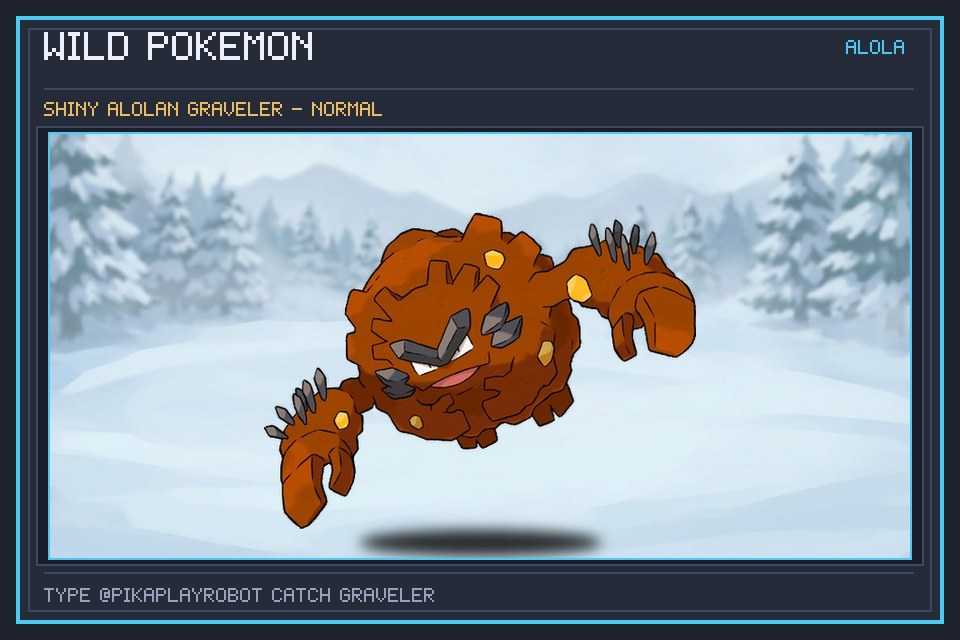 WILD POKEMON
ALOLA
SHINY ALOLAN GRAVELER - NORMAL
TYPE @PIKAPLAYROBOT CATCH GRAVELER